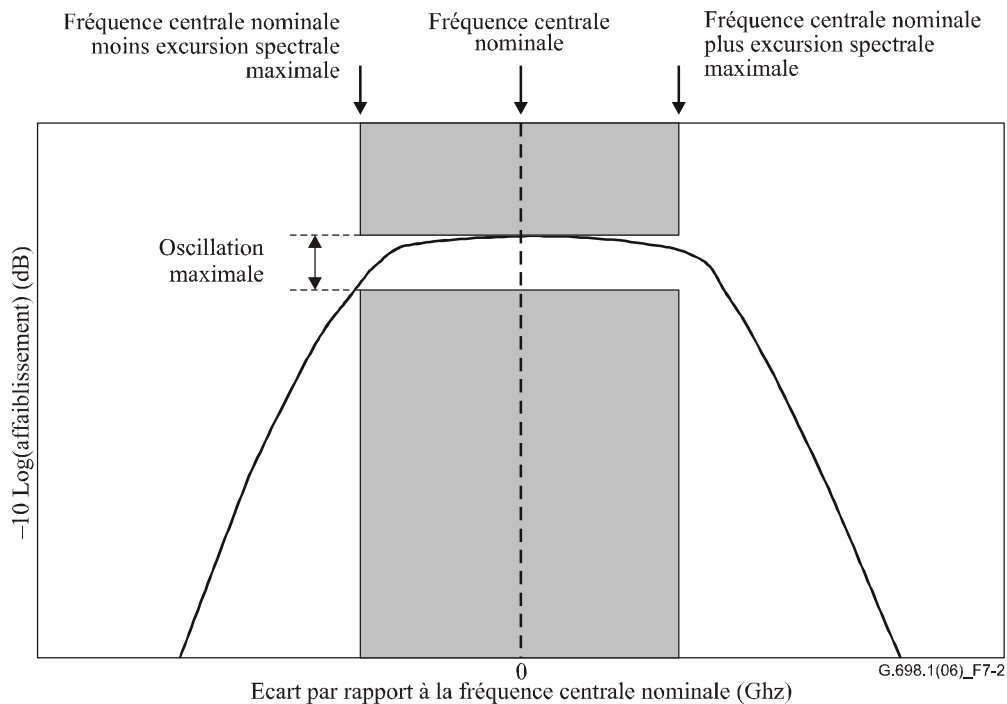 Fréquence centrale nominale
moins excursion spectrale
maximale
Fréquence centrale
nominale
Fréquence centrale nominale
plus excursion spectrale
maximale
Oscillation
maximale
–10 Log(affaiblissement) (dB)
0
G.698.1(06)_F7-2
Ecart par rapport à la fréquence centrale nominale (Ghz)